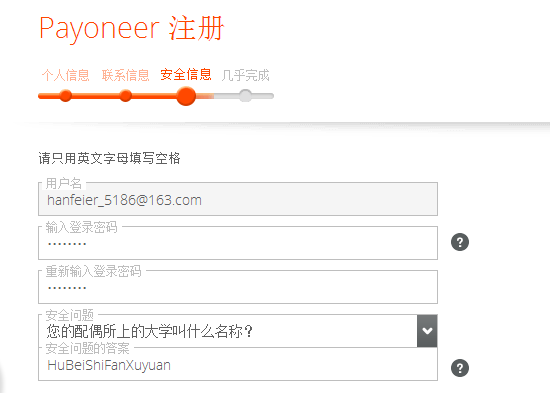 Payoneer 注册
个人信息 联系信息 安全信息 几乎完成
请只用英文字母填写空格
用户名
hanfeier_5186@163.com
输入登录密码
••••••••
?
重新输入登录密码
••••••••
安全问题
您的配偶所上的大学叫什么名称？
安全问题的答案
HuBeiShiFanXuyuan
?